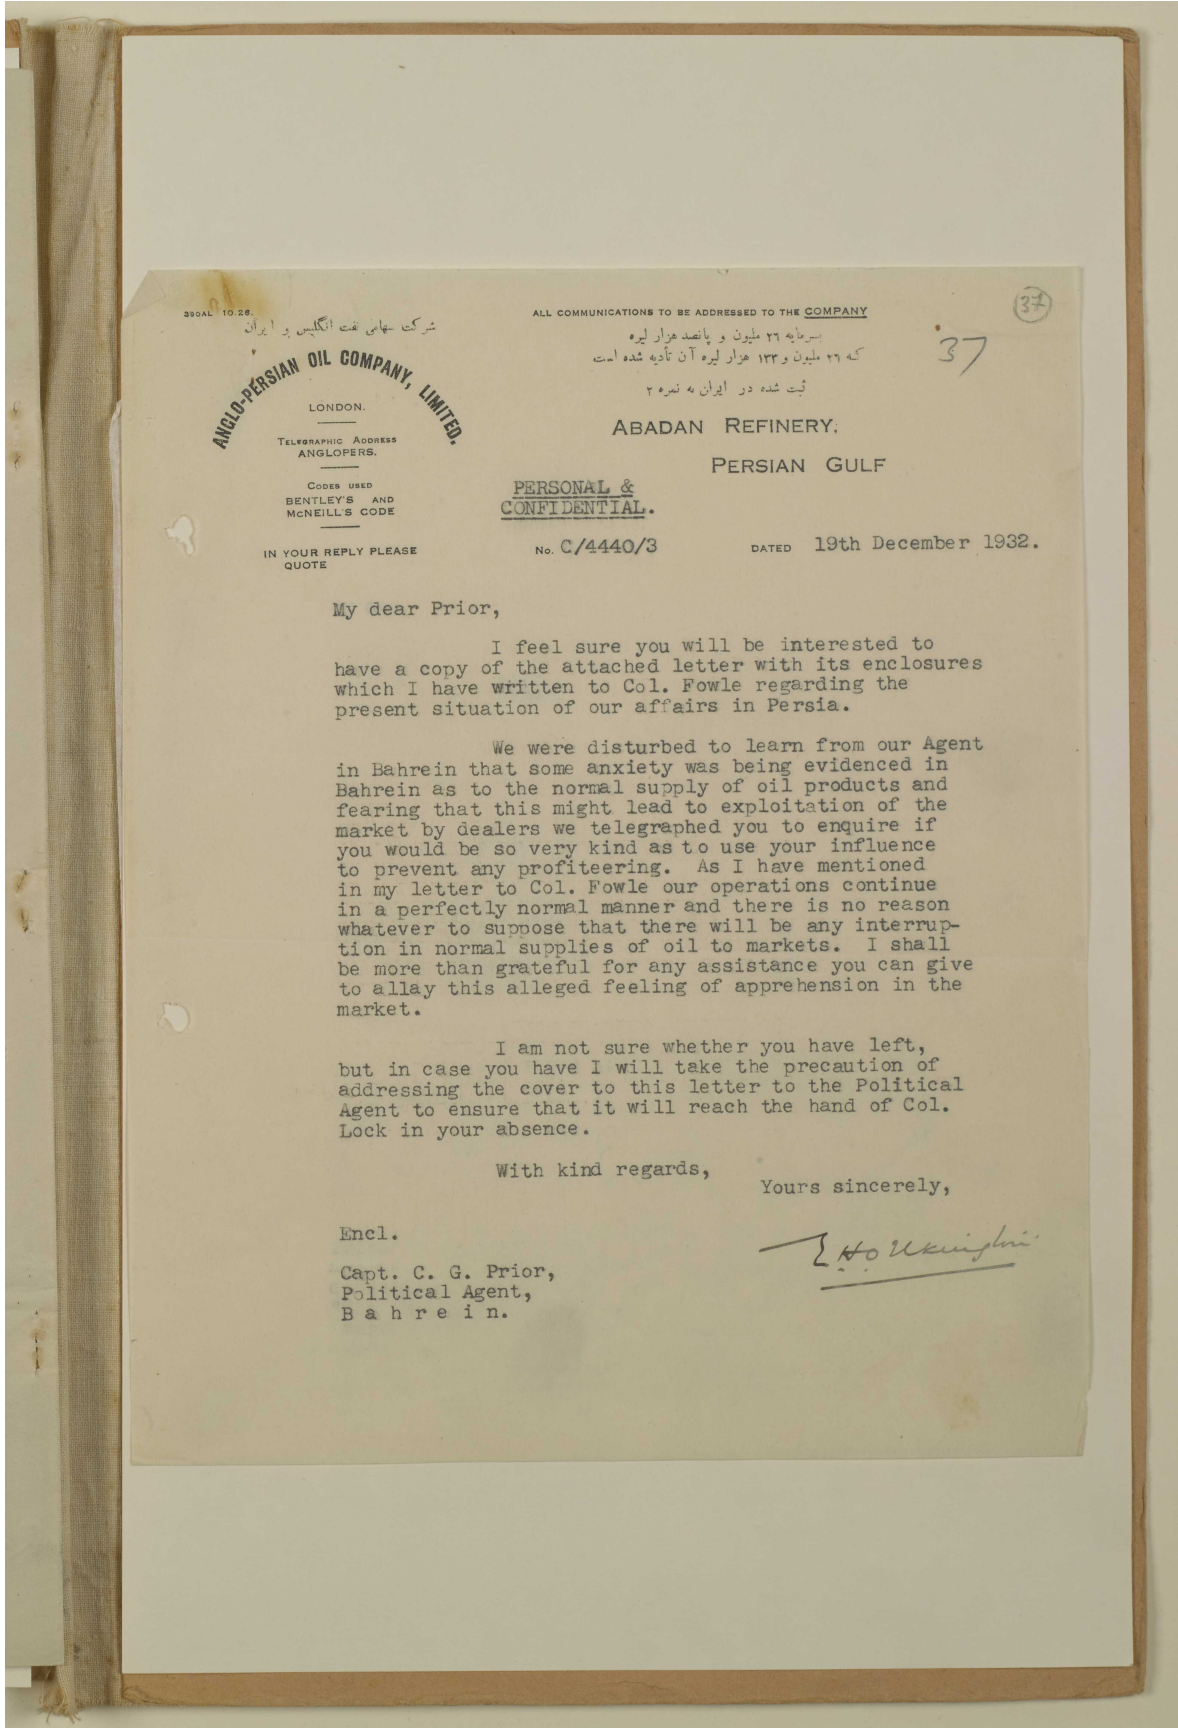 37
37
390AL 10.26.
شرکت سهامی نفت انگلیس و ایران
ANGLO-PERSIAN OIL COMPANY, LIMITED.
LONDON.
TELEGRAPHIC ADDRESS
ANGLOPERS.
CODES USED
BENTLEY'S AND
MCNEILL'S CODE
IN YOUR REPLY PLEASE
QUOTE
ALL COMMUNICATIONS TO BE ADDRESSED TO THE COMPANY
سرمایه ۲۶ ملیون و پانصد هزار لیره
که ۲۶ ملیون و ۱۳۳ هزار لیره آن تأدیه شده است
ثبت شده در ایران به نمره ۲
ABADAN REFINERY,
PERSIAN GULF
PERSONAL &
CONFIDENTIAL.
No. C/4440/3
DATED 19th December 1932.
My dear Prior,
I feel sure you will be interested to
have a copy of the attached letter with its enclosures
which I have written to Col. Fowle regarding the
present situation of our affairs in Persia.
We were disturbed to learn from our Agent
in Bahrein that some anxiety was being evidenced in
Bahrein as to the normal supply of oil products and
fearing that this might lead to exploitation of the
market by dealers we telegraphed you to enquire if
you would be so very kind as to use your influence
to prevent any profiteering. As I have mentioned
in my letter to Col. Fowle our operations continue
in a perfectly normal manner and there is no reason
whatever to suppose that there will be any interrup-
tion in normal supplies of oil to markets. I shall
be more than grateful for any assistance you can give
to allay this alleged feeling of apprehension in the
market.
I am not sure whether you have left,
but in case you have I will take the precaution of
addressing the cover to this letter to the Political
Agent to ensure that it will reach the hand of Col.
Lock in your absence.
With kind regards,
Yours sincerely,
Encl.
Capt. C. G. Prior,
Political Agent,
B a h r e i n.